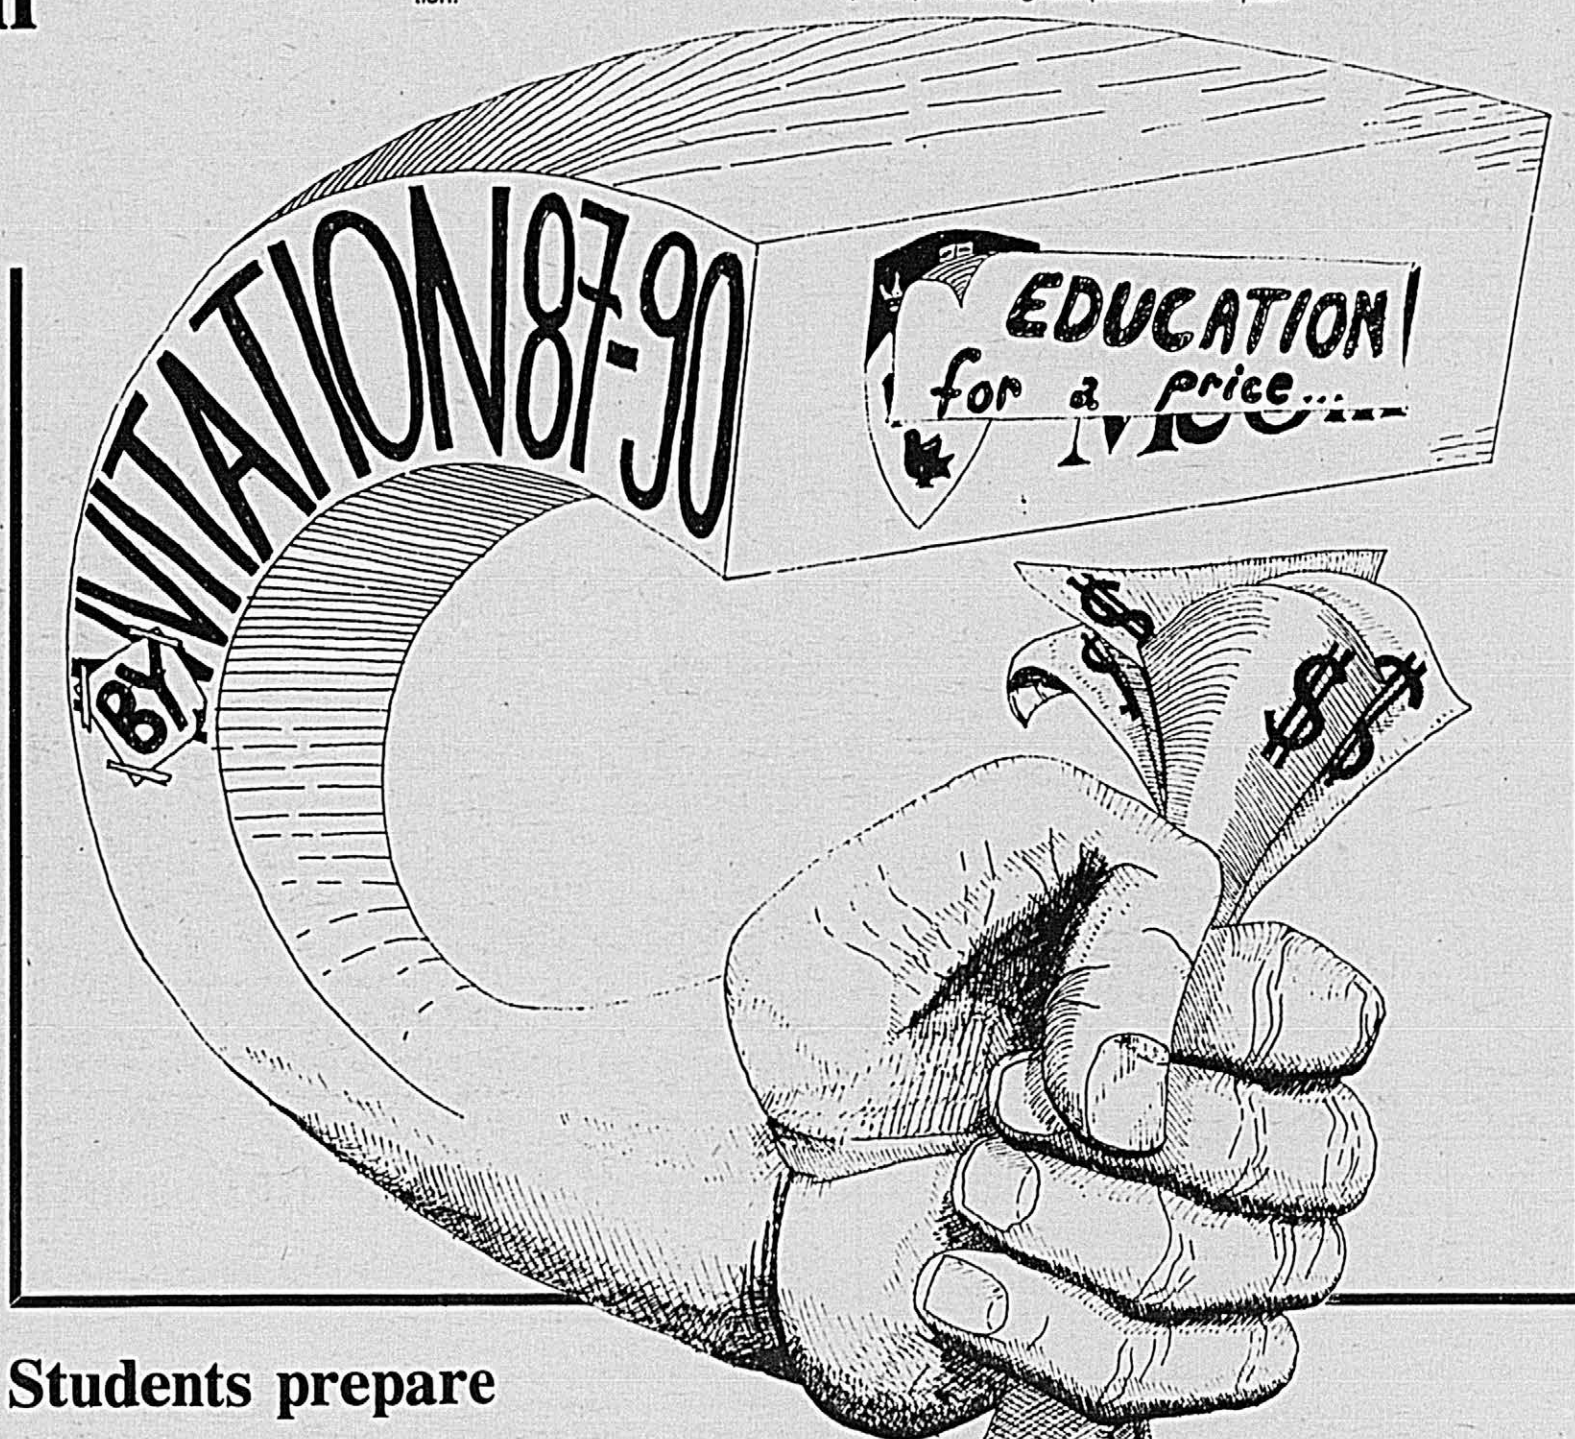 BY
VITATION 87-90
EDUCATION
for a price...
$
$
$
$
Students prepare